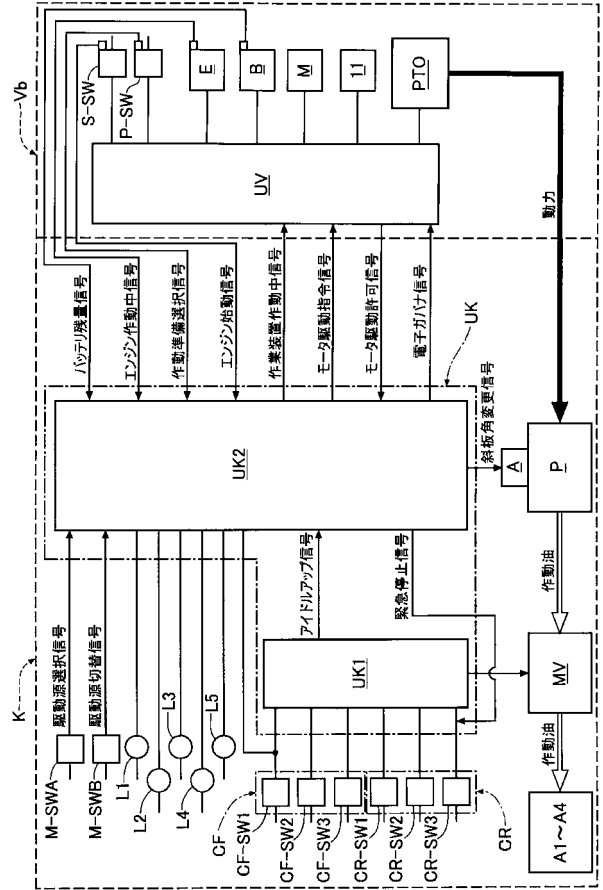 K
Vb
M-SWA
M-SWB
駆動源選択信号
駆動源切替信号
L1
L2
L3
L4
L5
CF
CF-SW1
CF-SW2
CF-SW3
CR-SW1
CR-SW2
CR-SW3
CR
UK1
アイドルアップ信号
緊急停止信号
UK2
UK
バッテリ残量信号
エンジン作動中信号
作動準備選択信号
エンジン始動信号
作業装置作動中信号
モータ駆動指令信号
モータ駆動許可信号
電子ガバナ信号
斜板角変更信号
UV
S-SW
P-SW
E
B
M
11
PTO
動力
A
P
作動油
MV
作動油
A1～A4